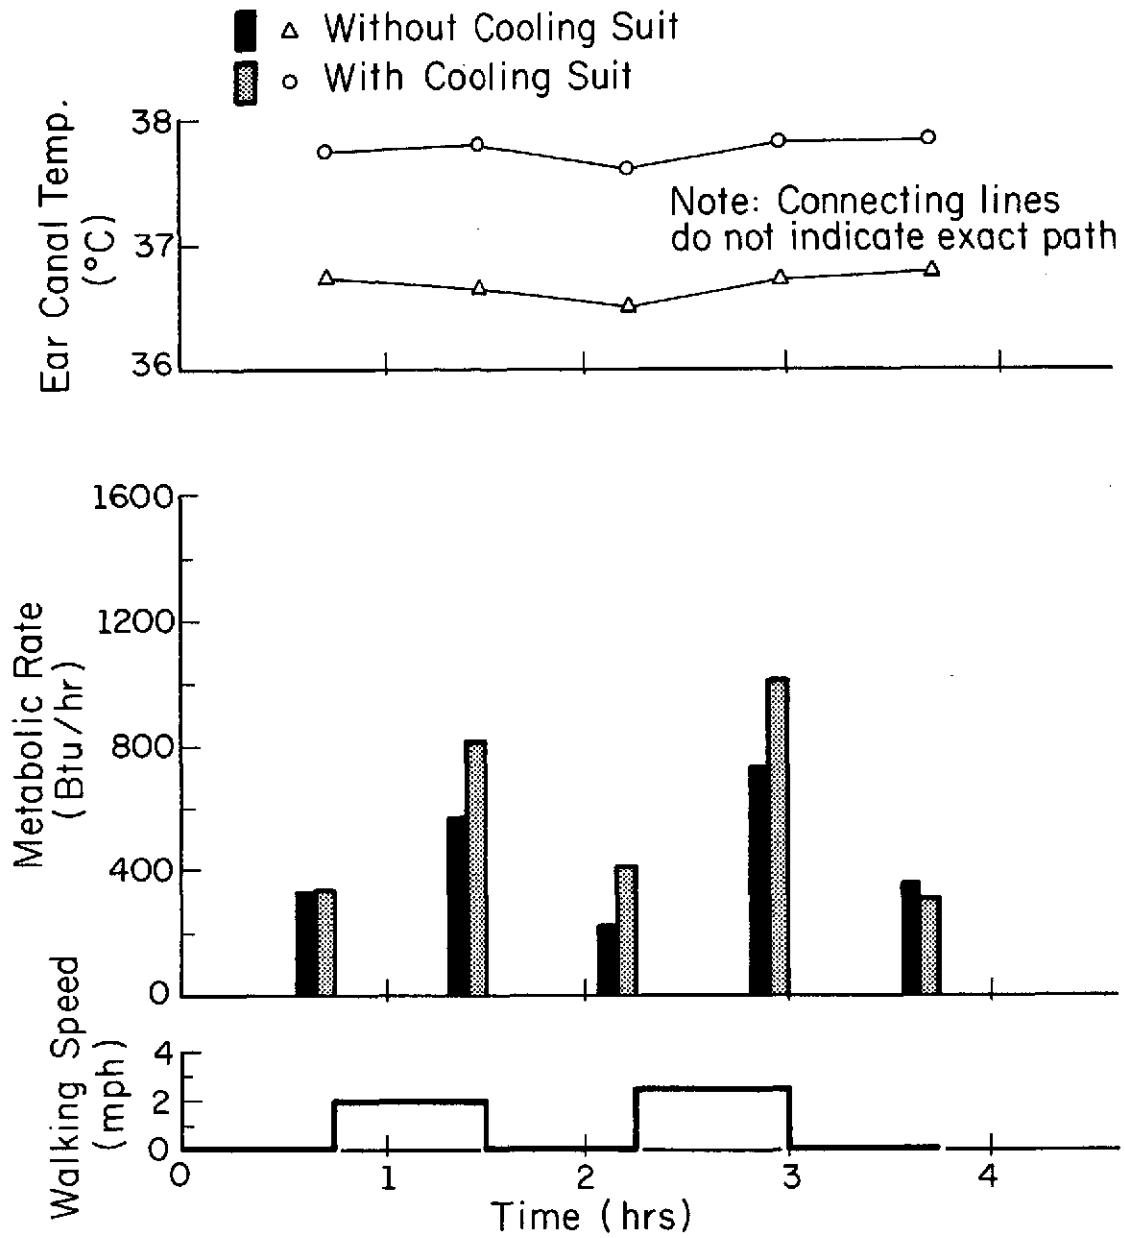 Without Cooling Suit
With Cooling Suit
Ear Canal Temp.
(°C)
38
37
36
Note: Connecting lines
do not indicate exact path
Metabolic Rate
(Btu/hr)
1600
1200
800
400
0
Walking Speed
(mph)
4
2
0
0 1 2 3 4
Time (hrs)